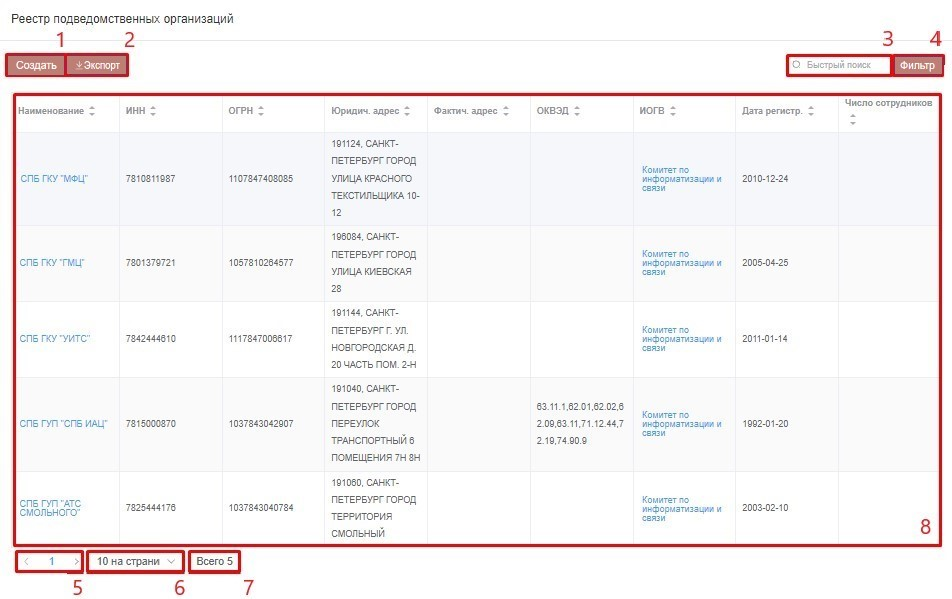 Реестр подведомственных организаций
1 2 3 4
Создать Экспорт Быстрый поиск Фильтр
Наименование ИНН ОГРН Юридич. адрес Фактич. адрес ОКВЭД ИОГВ Дата регистр. Число сотрудников
СПБ ГКУ "МФЦ" 7810811987 1107847408085
191124, САНКТ-
ПЕТЕРБУРГ ГОРОД
УЛИЦА КРАСНОГО
ТЕКСТИЛЬЩИКА 10-
12
Комитет по
информатизации и
связи
2010-12-24
СПБ ГКУ "ГМЦ" 7801379721 1057810264577
196084, САНКТ-
ПЕТЕРБУРГ ГОРОД
УЛИЦА КИЕВСКАЯ
28
Комитет по
информатизации и
связи
2005-04-25
СПБ ГКУ "УИТС" 7842444610 1117847006617
191144, САНКТ-
ПЕТЕРБУРГ Г. УЛ.
НОВГОРОДСКАЯ Д.
20 ЧАСТЬ ПОМ. 2-Н
Комитет по
информатизации и
связи
2011-01-14
СПБ ГУП "СПБ ИАЦ" 7815000870 1037843042907
191040, САНКТ-
ПЕТЕРБУРГ ГОРОД
ПЕРЕУЛОК
ТРАНСПОРТНЫЙ 6
ПОМЕЩЕНИЯ 7Н 8Н
63.11.1,62.01,62.02,6
2.09,63.11,71.12.44,7
2.19,74.90.9
Комитет по
информатизации и
связи
1992-01-20
СПБ ГУП "АТС
СМОЛЬНОГО"
7825444176 1037843040784
191060, САНКТ-
ПЕТЕРБУРГ ГОРОД
ТЕРРИТОРИЯ
СМОЛЬНЫЙ
Комитет по
информатизации и
связи
2003-02-10
8
1 10 на страни Всего 5
5 6 7